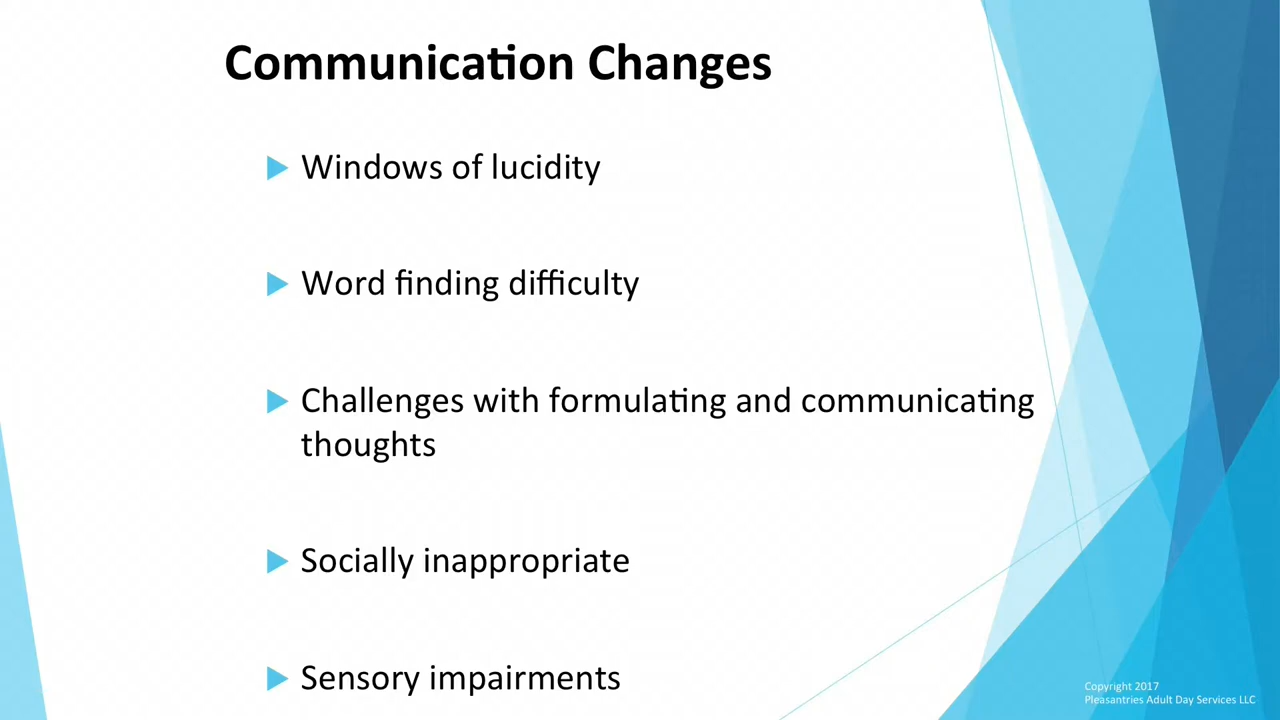 Communication Changes
Windows of lucidity
Word finding difficulty
Challenges with formulating and communicating
thoughts
Socially inappropriate
Sensory impairments
Copyright 2017
Pleasantries Adult Day Services LLC